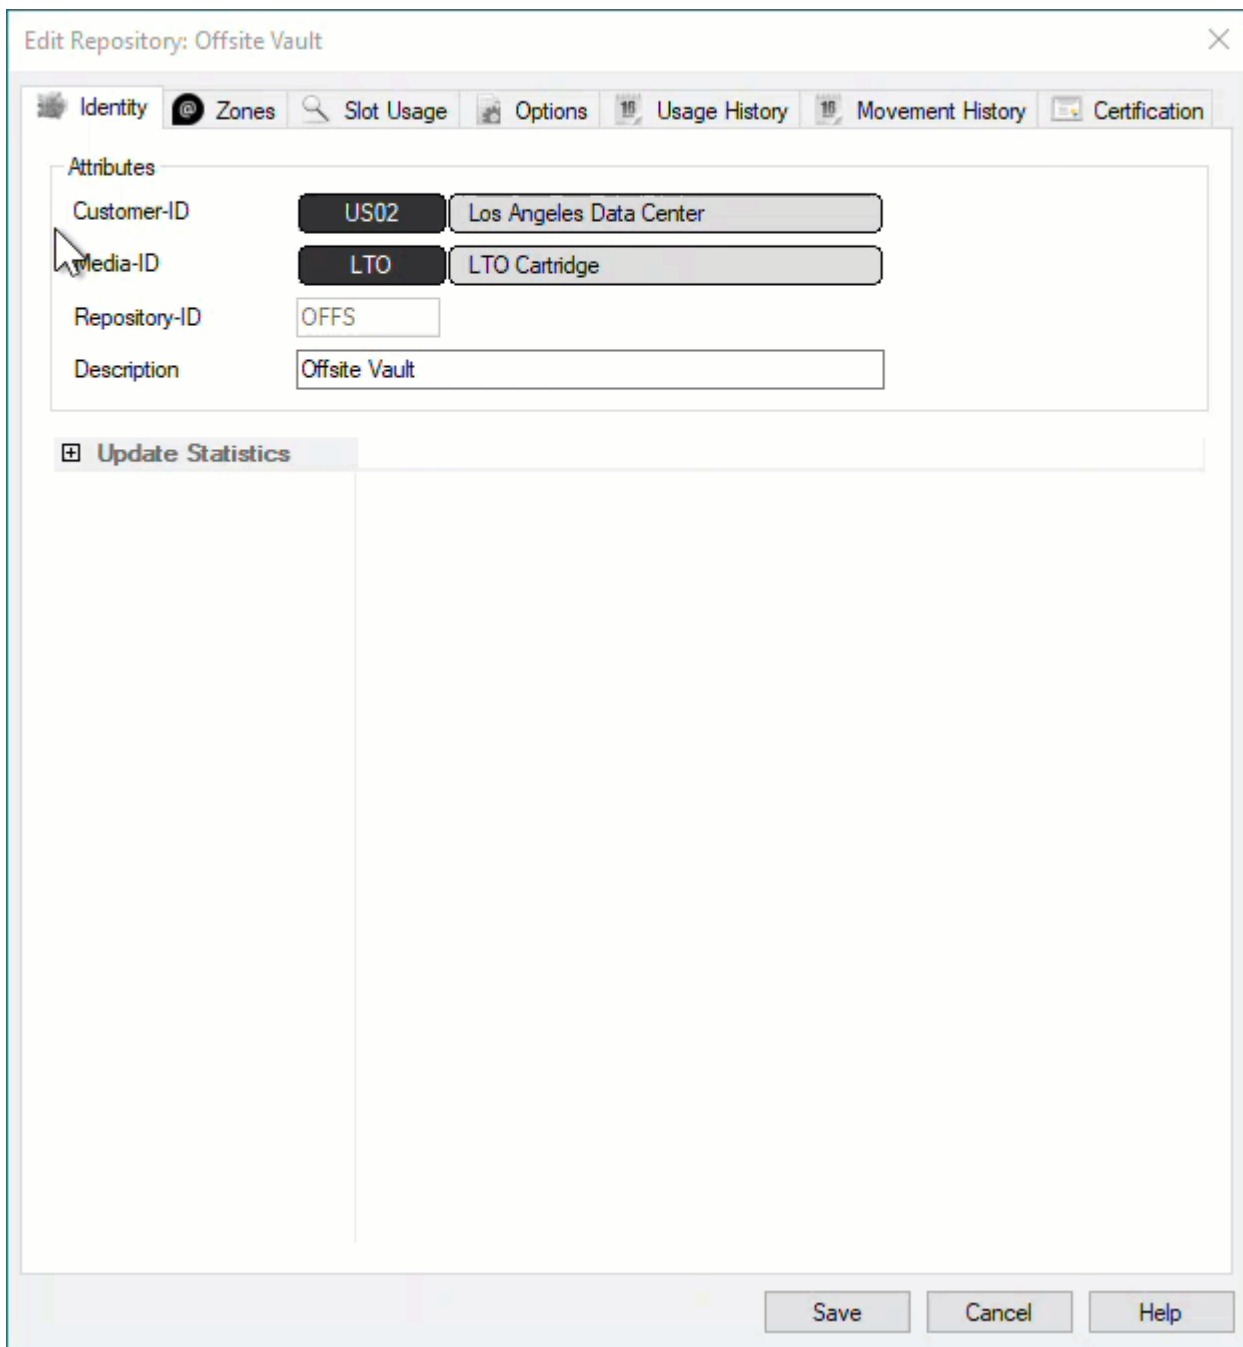 Edit Repository: Offsite Vault
Identity Zones Slot Usage Options 16 Usage History 16 Movement History Certification
Attributes
Customer-ID US02 Los Angeles Data Center
Media-ID LTO LTO Cartridge
Repository-ID OFFS
Description Offsite Vault
Update Statistics
Save Cancel Help